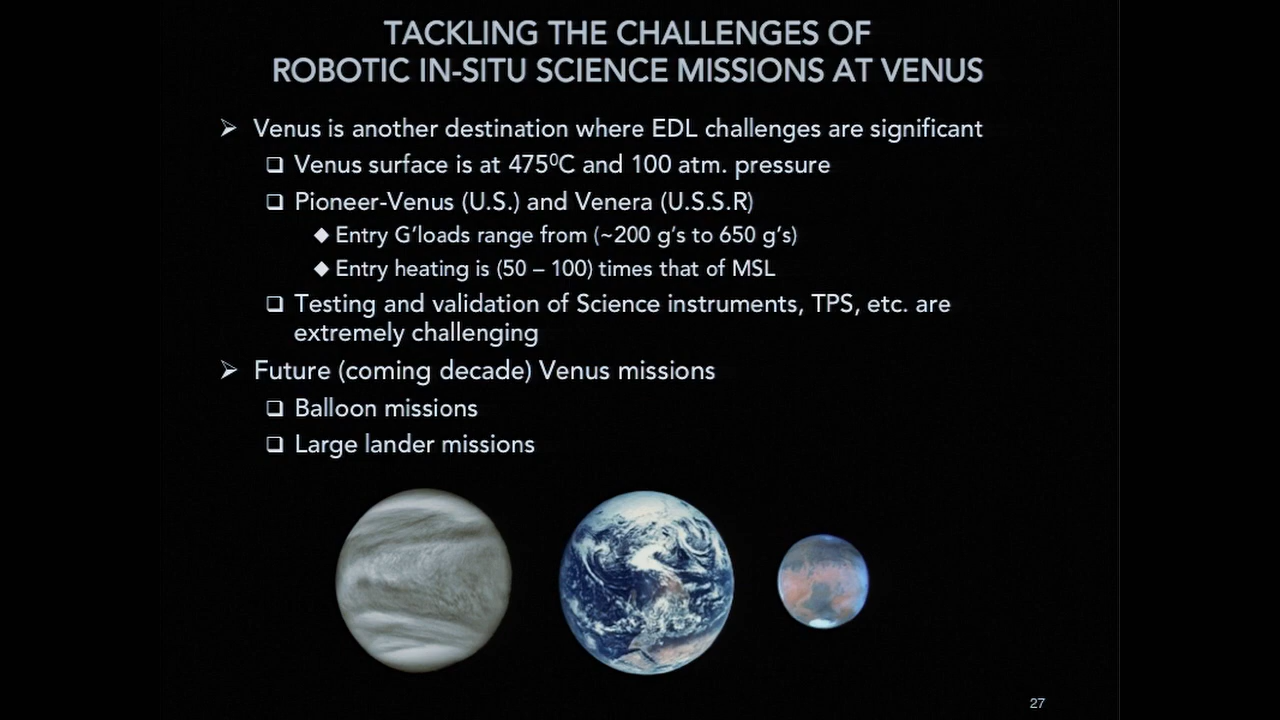 TACKLING THE CHALLENGES OF
ROBOTIC IN-SITU SCIENCE MISSIONS AT VENUS
➢ Venus is another destination where EDL challenges are significant
❑ Venus surface is at 475⁰C and 100 atm. pressure
❑ Pioneer-Venus (U.S.) and Venera (U.S.S.R)
◆ Entry G'loads range from (~200 g's to 650 g's)
◆ Entry heating is (50 – 100) times that of MSL
❑ Testing and validation of Science instruments, TPS, etc. are
extremely challenging
➢ Future (coming decade) Venus missions
❑ Balloon missions
❑ Large lander missions
27